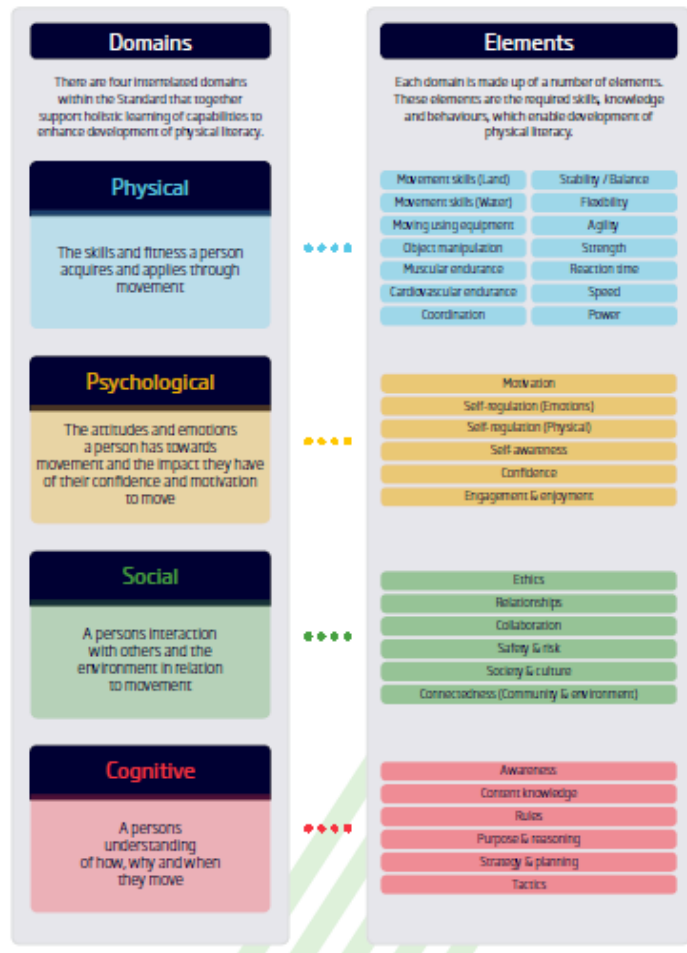 Domains
There are four interrelated domains
within the Standard that together
support holistic learning of capabilities to
enhance development of physical literacy.
Physical
The skills and fitness a person
acquires and applies through
movement
Psychological
The attitudes and emotions
a person has towards
movement and the impact they have
of their confidence and motivation
to move
Social
A persons interaction
with others and the
environment in relation
to movement
Cognitive
A persons
understanding
of how, why and when
they move
Elements
Each domain is made up of a number of elements.
These elements are the required skills, knowledge
and behaviours, which enable development of
physical literacy.
Movement skills (Land)
Stability / Balance
Movement skills (Water)
Flexibility
Moving using equipment
Agility
Object manipulation
Strength
Muscular endurance
Reaction time
Cardiovascular endurance
Speed
Coordination
Power
Motivation
Self-regulation (Emotions)
Self-regulation (Physical)
Self-awareness
Confidence
Engagement & enjoyment
Ethics
Relationships
Collaboration
Safety & risk
Society & culture
Connectedness (Community & environment)
Awareness
Content knowledge
Rules
Purpose & reasoning
Strategy & planning
Tactics